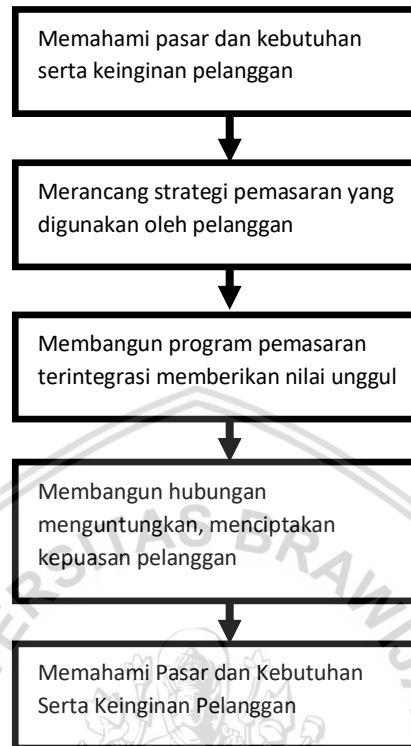 Memahami pasar dan kebutuhan
serta keinginan pelanggan
Merancang strategi pemasaran yang
digunakan oleh pelanggan
Membangun program pemasaran
terintegrasi memberikan nilai unggul
Membangun hubungan
menguntungkan, menciptakan
kepuasan pelanggan
Memahami Pasar dan Kebutuhan
Serta Keinginan Pelanggan